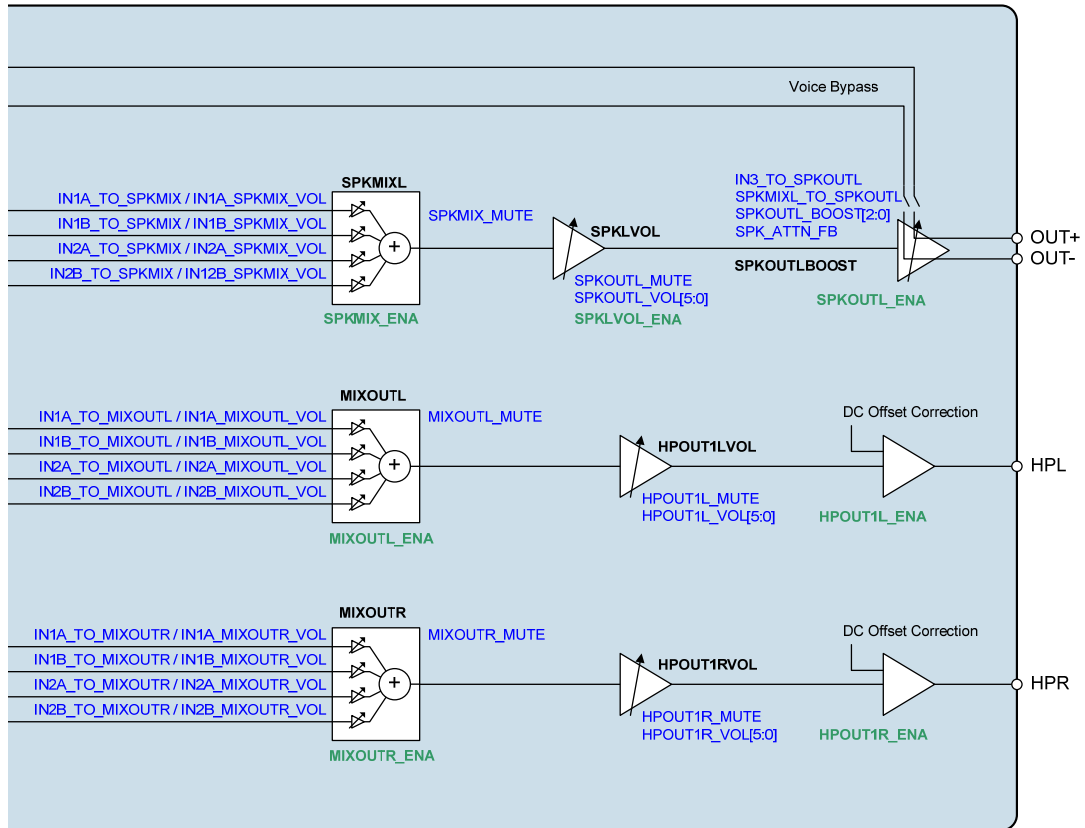 Voice Bypass
SPKMIXL
IN1A_TO_SPKMIX / IN1A_SPKMIX_VOL
IN1B_TO_SPKMIX / IN1B_SPKMIX_VOL
IN2A_TO_SPKMIX / IN2A_SPKMIX_VOL
IN2B_TO_SPKMIX / IN12B_SPKMIX_VOL
+
SPKMIX_ENA
SPKMIX_MUTE
SPKLVOL
SPKOUTL_MUTE
SPKOUTL_VOL[5:0]
SPKLVOL_ENA
IN3_TO_SPKOUTL
SPKMIXL_TO_SPKOUTL
SPKOUTL_BOOST[2:0]
SPK_ATTN_FB
SPKOUTLBOOST
SPKOUTL_ENA
OUT+
OUT-
MIXOUTL
IN1A_TO_MIXOUTL / IN1A_MIXOUTL_VOL
IN1B_TO_MIXOUTL / IN1B_MIXOUTL_VOL
IN2A_TO_MIXOUTL / IN2A_MIXOUTL_VOL
IN2B_TO_MIXOUTL / IN2B_MIXOUTL_VOL
+
MIXOUTL_ENA
MIXOUTL_MUTE
HPOUT1LVOL
HPOUT1L_MUTE
HPOUT1L_VOL[5:0]
DC Offset Correction
HPOUT1L_ENA
HPL
MIXOUTR
IN1A_TO_MIXOUTR / IN1A_MIXOUTR_VOL
IN1B_TO_MIXOUTR / IN1B_MIXOUTR_VOL
IN2A_TO_MIXOUTR / IN2A_MIXOUTR_VOL
IN2B_TO_MIXOUTR / IN2B_MIXOUTR_VOL
+
MIXOUTR_ENA
MIXOUTR_MUTE
HPOUT1RVOL
HPOUT1R_MUTE
HPOUT1R_VOL[5:0]
DC Offset Correction
HPOUT1R_ENA
HPR